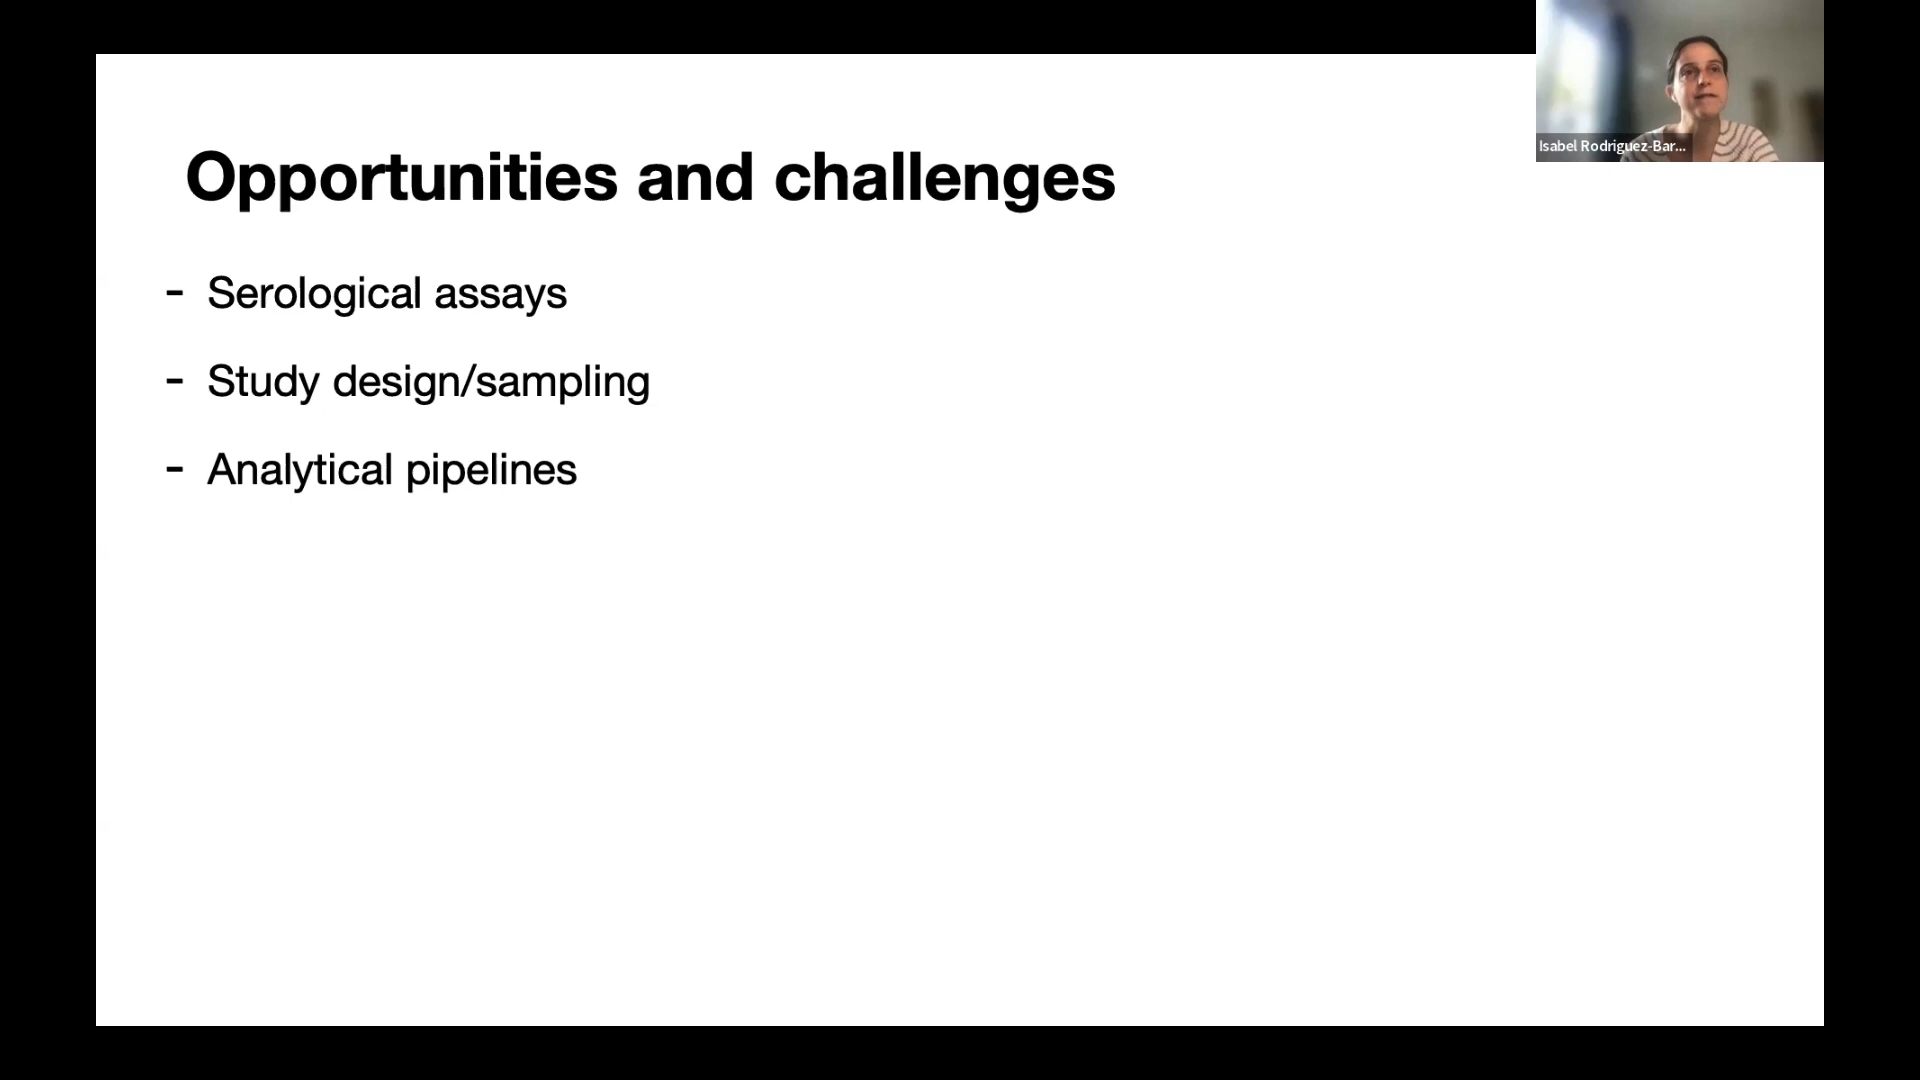 Isabel Rodriguez-Bar...
Opportunities and challenges
- Serological assays
- Study design/sampling
- Analytical pipelines